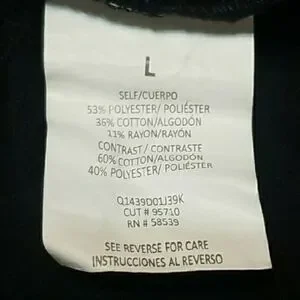 L
SELF/CUERPO
53% POLYESTER/ POLIÉSTER
36% COTTON/ALGODÓN
11% RAYON/RAYÓN
CONTRAST/ CONTRASTE
60% COTTON/ALGODÓN
40% POLYESTER/ POLIÉSTER
Q1439D01J39K
CUT # 95710
RN # 58539
SEE REVERSE FOR CARE
INSTRUCCIONES AL REVERSO